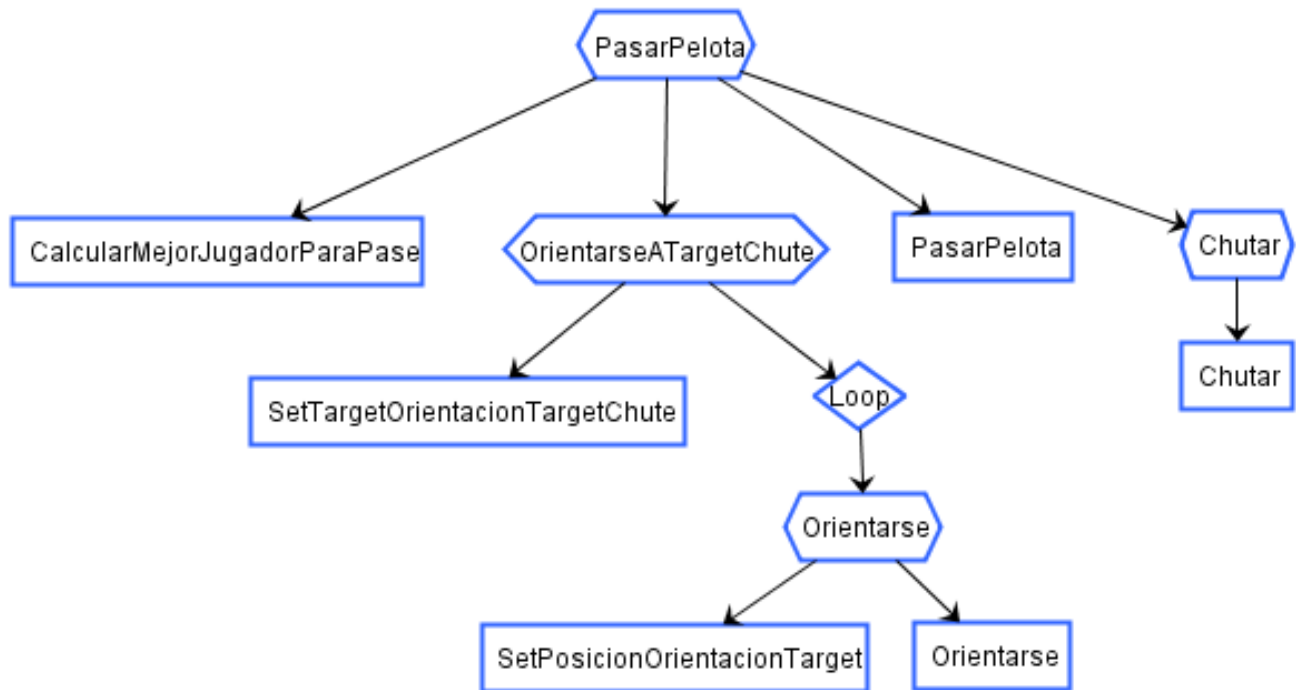 PasarPelota
CalcularMejorJugadorParaPase
OrientarseATargetChute
PasarPelota
Chutar
SetTargetOrientacionTargetChute
Loop
Chutar
Orientarse
SetPosicionOrientacionTarget
Orientarse